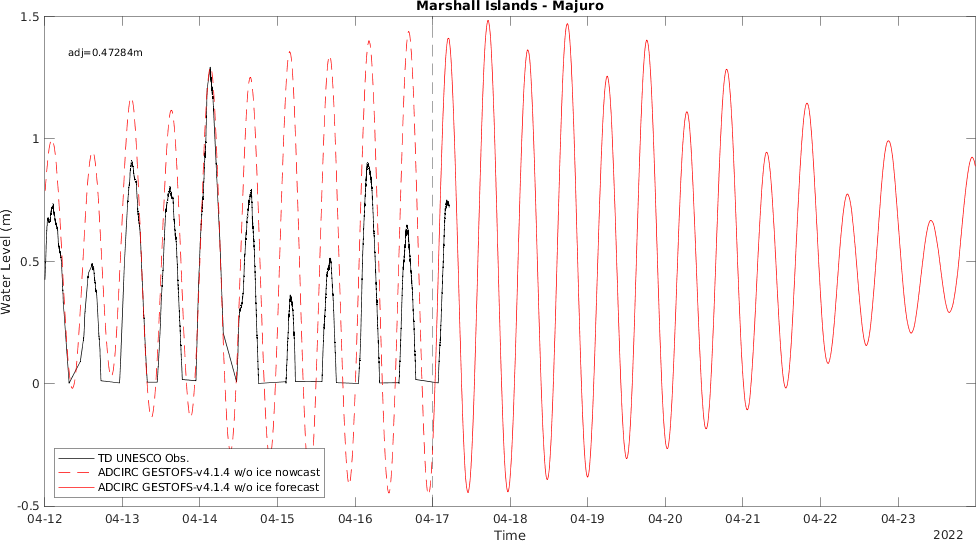 Marshall Islands - Majuro
adj=0.47284m
1.5
1
0.5
0
-0.5
Water Level (m)
TD UNESCO Obs.
ADCIRC GESTOFS-v4.1.4 w/o ice nowcast
ADCIRC GESTOFS-v4.1.4 w/o ice forecast
04-12 04-13 04-14 04-15 04-16 04-17 04-18 04-19 04-20 04-21 04-22 04-23
Time
2022